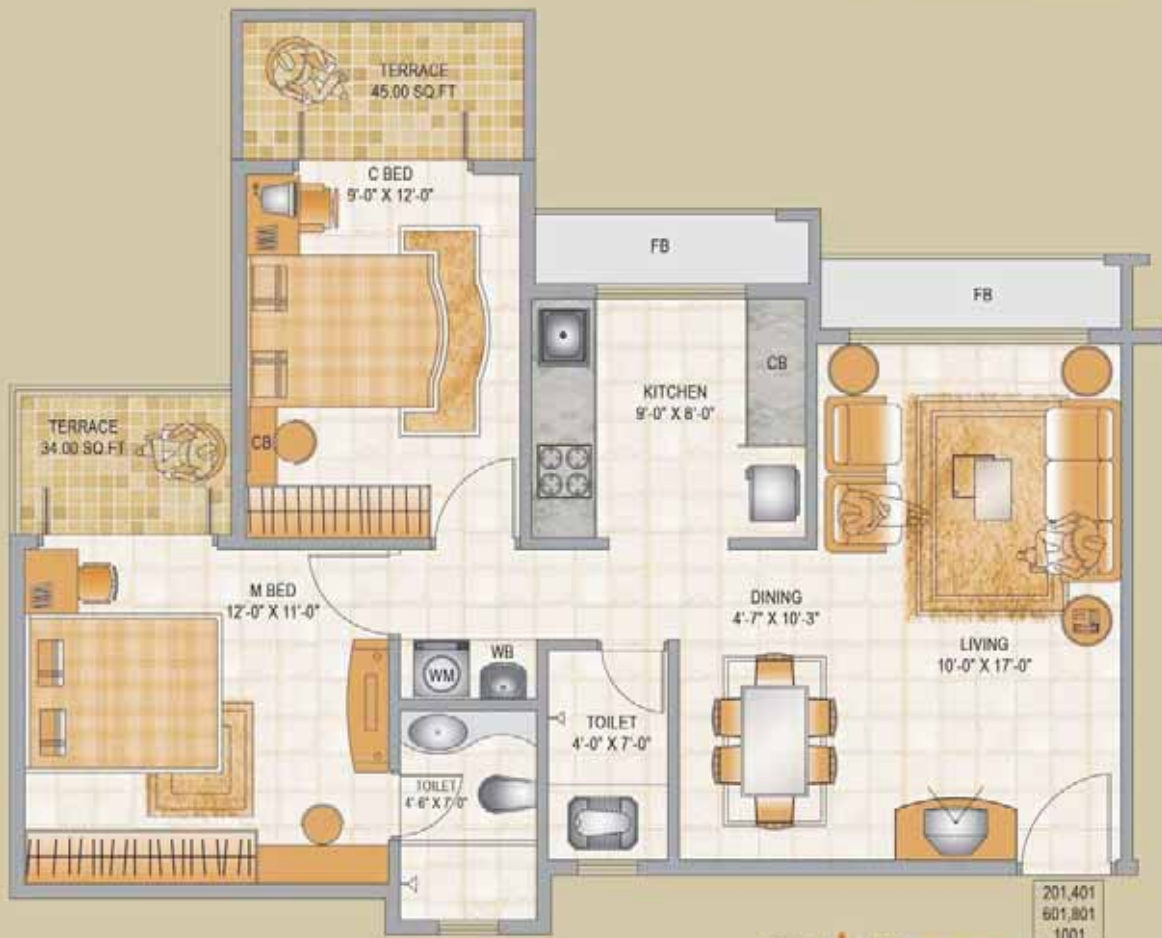 TERRACE
45.00 SQ.FT
C BED
9'-0" X 12'-0"
FB
FB
CB
KITCHEN
9'-0" X 8'-0"
TERRACE
34.00 SQ.FT
CB
M BED
12'-0" X 11'-0"
DINING
4'-7" X 10'-3"
LIVING
10'-0" X 17'-0"
WM
WB
TOILET
4'-0" X 7'-0"
TOILET
4'-6" X 7'-0"
201,401
601,801
1001